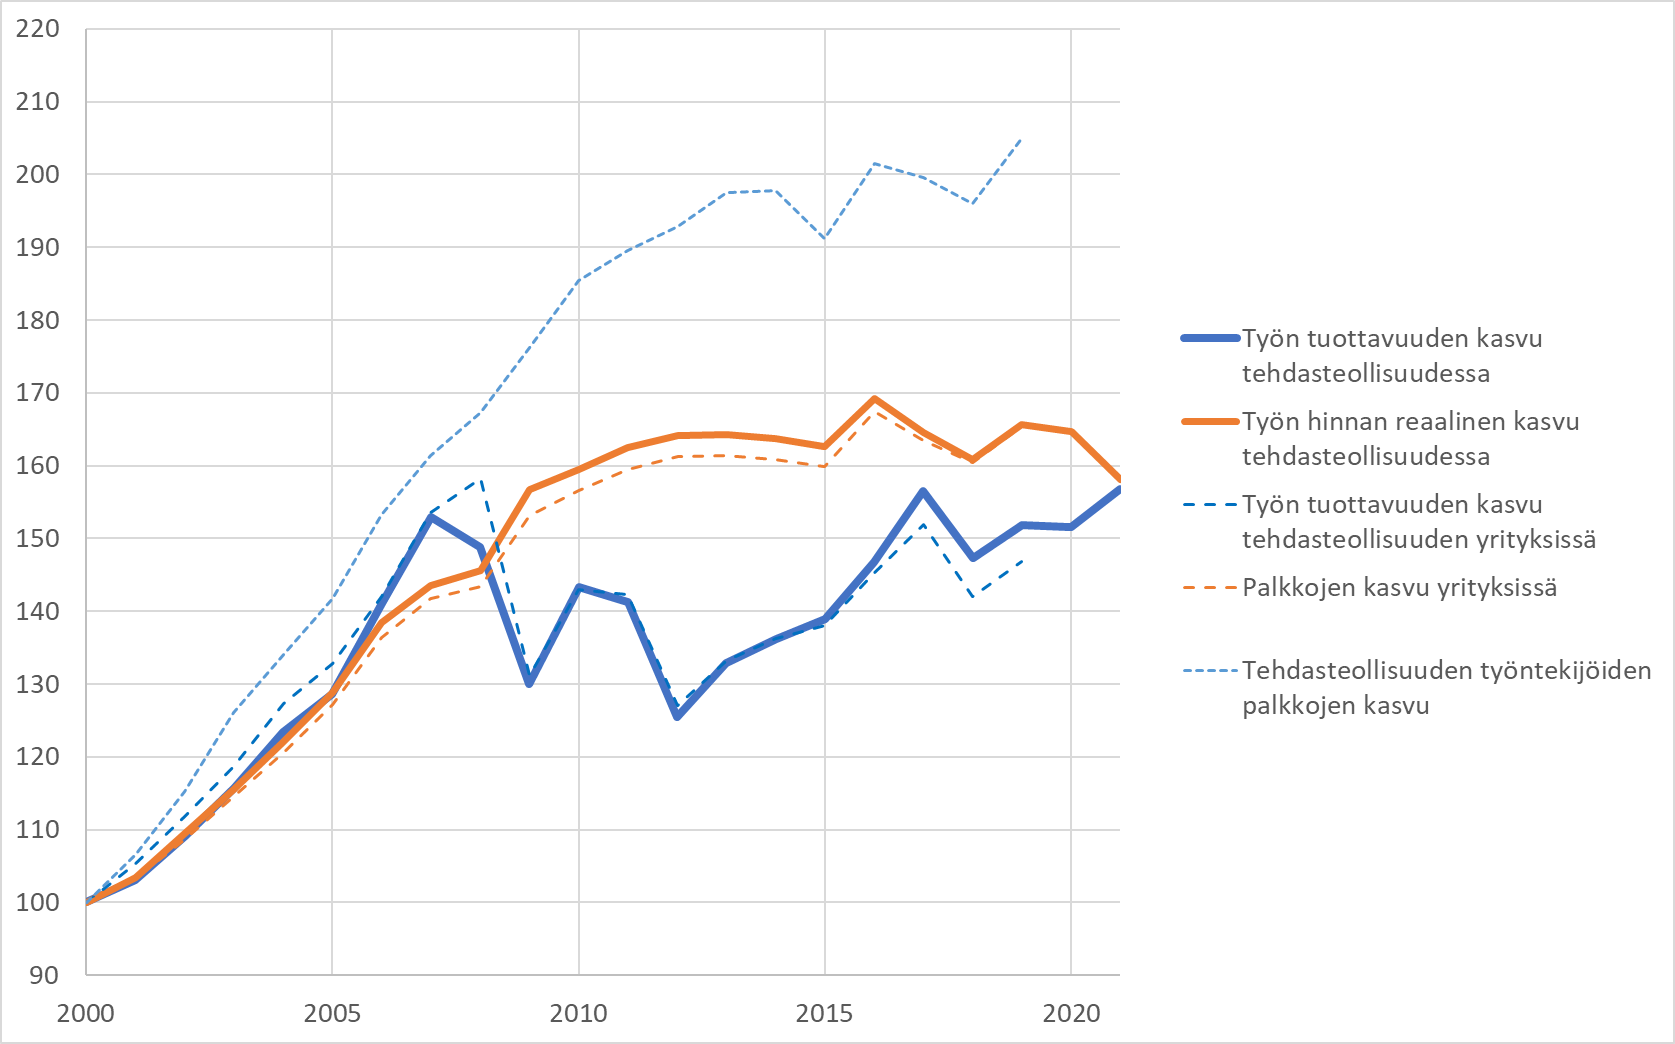 220
210
200
190
180
170
160
150
140
130
120
110
100
90
2000
2005
2010
2015
2020
Työn tuottavuuden kasvu
tehdasteollisuudessa
Työn hinnan reaalinen kasvu
tehdasteollisuudessa
Työn tuottavuuden kasvu
tehdasteollisuuden yrityksissä
Palkkojen kasvu yrityksissä
Tehdasteollisuuden työntekijöiden
palkkojen kasvu